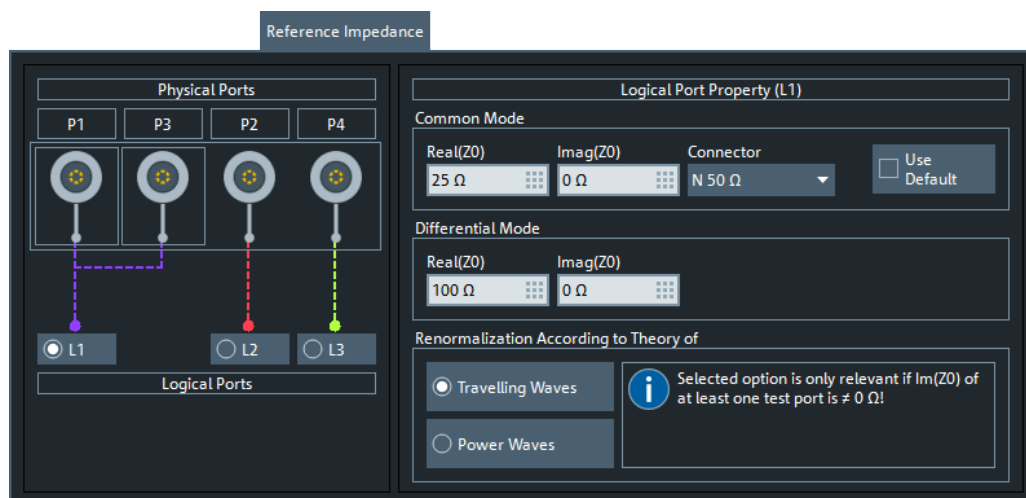 Reference Impedance
Physical Ports
P1 P3 P2 P4
L1 L2 L3
Logical Ports
Logical Port Property (L1)
Common Mode
Real(Z0) Imag(Z0) Connector
25 Ω 0 Ω N 50 Ω
Use
Default
Differential Mode
Real(Z0) Imag(Z0)
100 Ω 0 Ω
Renormalization According to Theory of
Travelling Waves
Power Waves
Selected option is only relevant if Im(Z0) of
at least one test port is ≠ 0 Ω!